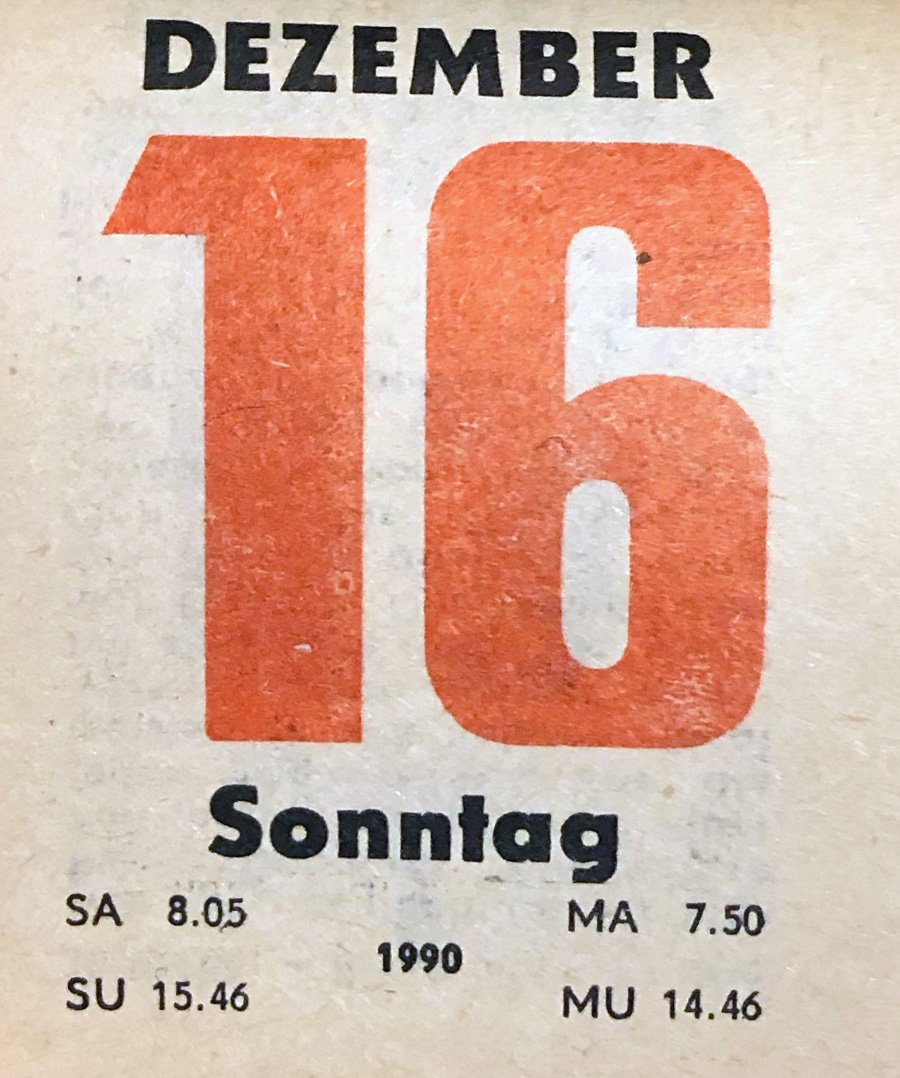 DEZEMBER
16
Sonntag
SA 8.05
MA 7.50
1990
SU 15.46
MU 14.46